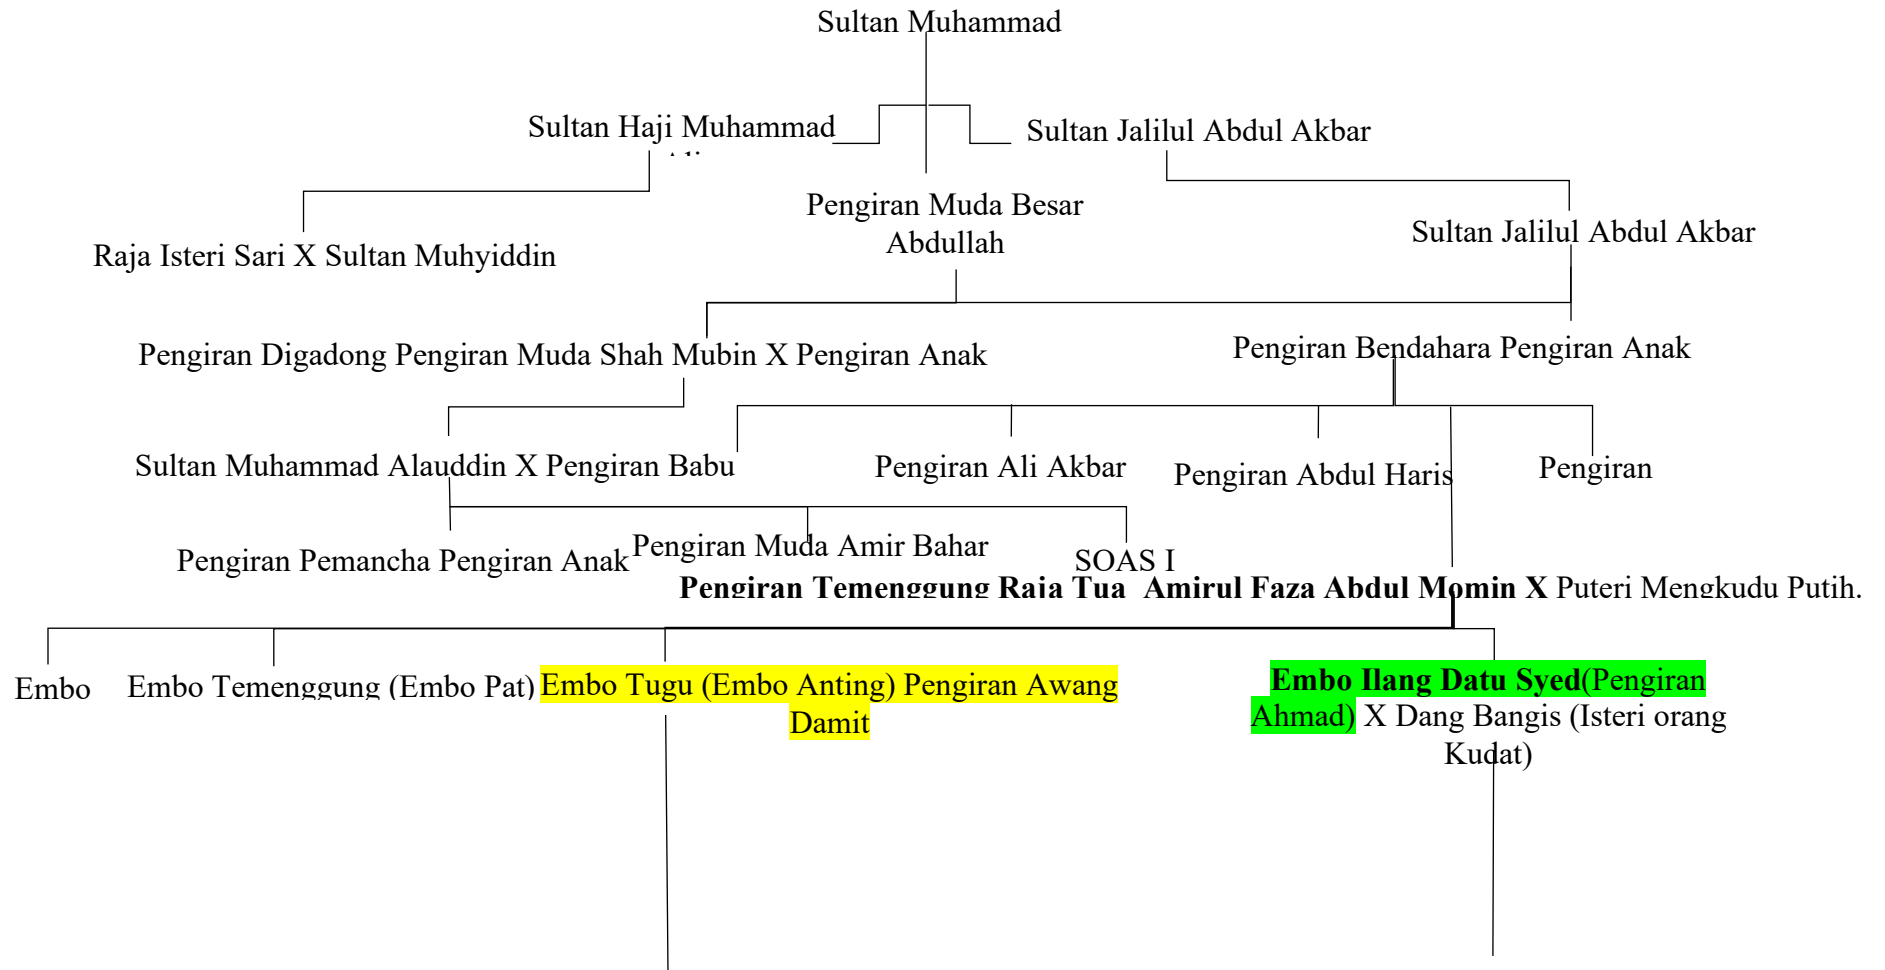 Sultan Muhammad
Sultan Haji Muhammad
Sultan Jalilul Abdul Akbar
Pengiran Muda Besar
Abdullah
Sultan Jalilul Abdul Akbar
Raja Isteri Sari X Sultan Muhyiddin
Pengiran Digadong Pengiran Muda Shah Mubin X Pengiran Anak
Pengiran Bendahara Pengiran Anak
Sultan Muhammad Alauddin X Pengiran Babu
Pengiran Ali Akbar
Pengiran Abdul Haris
Pengiran
Pengiran Pemancha Pengiran Anak
Pengiran Muda Amir Bahar
SOAS I
Pengiran Temenggung Raja Tua Amirul Faza Abdul Momin X Puteri Mengkudu Putih.
Embo
Embo Temenggung (Embo Pat)
Embo Tugu (Embo Anting) Pengiran Awang
Damit
Embo Ilang Datu Syed(Pengiran
Ahmad) X Dang Bangis (Isteri orang
Kudat)